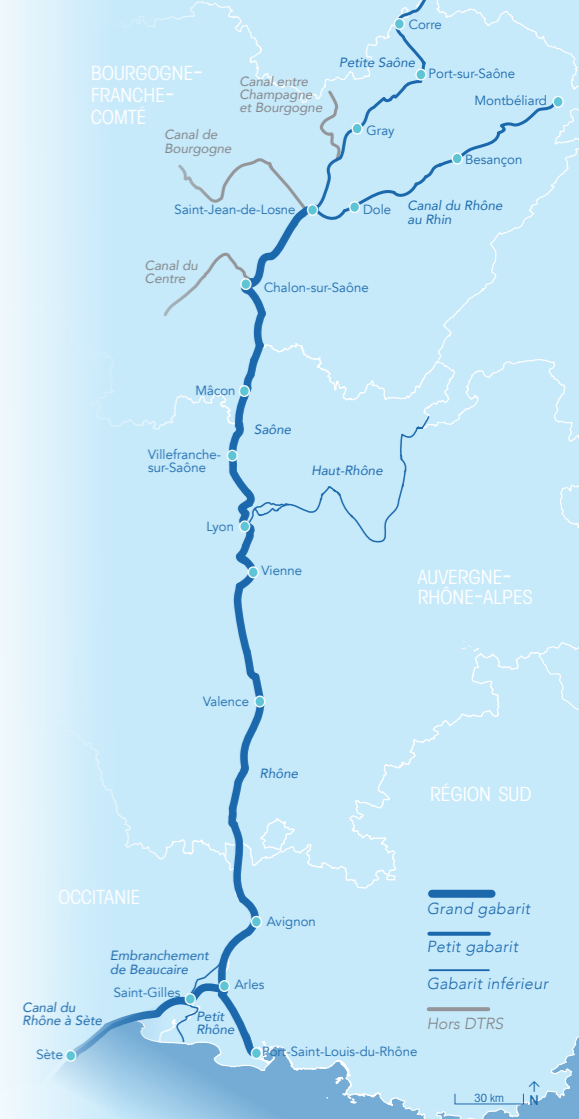 Corre
BOURGOGNE-
FRANCHE-
COMTÉ
Petite Saône
Port-sur-Saône
Canal entre
Champagne
et Bourgogne
Montbéliard
Gray
Canal de
Bourgogne
Besançon
Saint-Jean-de-Losne
Dole
Canal du Rhône
au Rhin
Canal du
Centre
Chalon-sur-Saône
Mâcon
Saône
Villefranche-
sur-Saône
Haut-Rhône
Lyon
Vienne
AUVERGNE-
RHÔNE-ALPES
Valence
Rhône
RÉGION SUD
OCCITANIE
Grand gabarit
Avignon
Petit gabarit
Embranchement
de Beaucaire
Gabarit inférieur
Saint-Gilles
Arles
Canal du
Rhône à Sète
Petit
Rhône
Hors DTRS
Sète
Port-Saint-Louis-du-Rhône
30 km
N